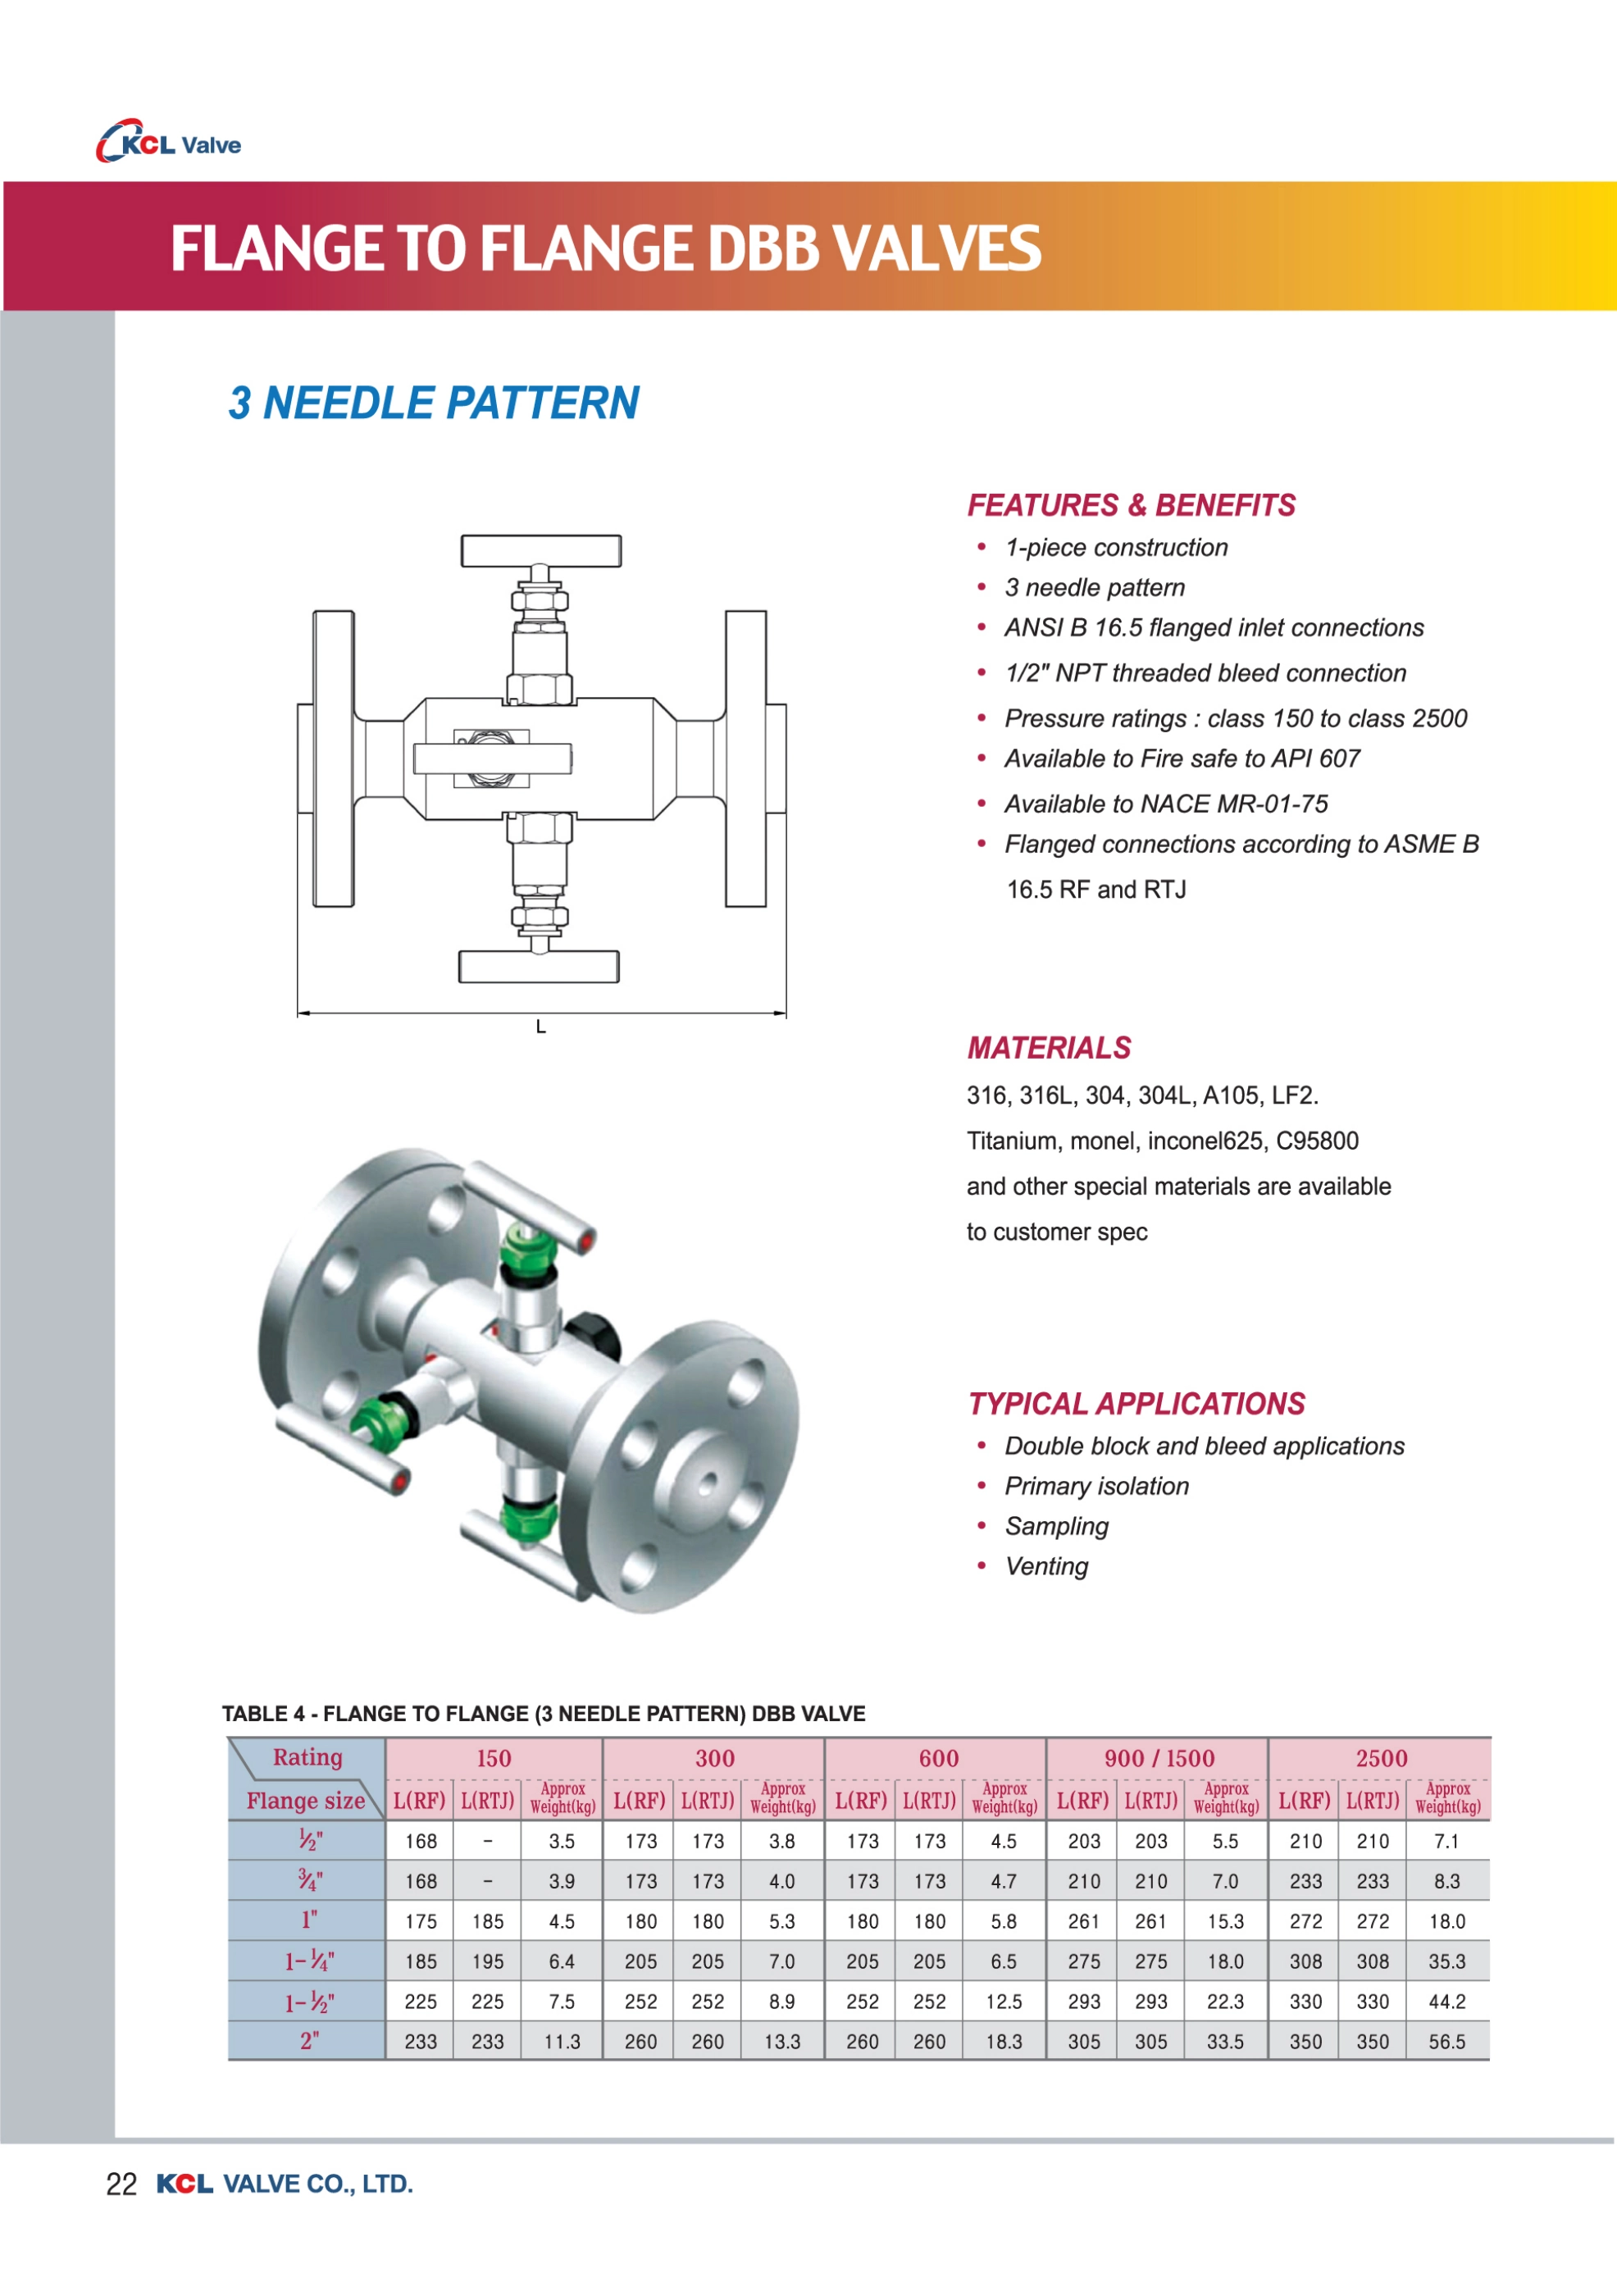 KCL Valve
FLANGE TO FLANGE DBB VALVES
3 NEEDLE PATTERN
L
FEATURES & BENEFITS
• 1-piece construction
• 3 needle pattern
• ANSI B 16.5 flanged inlet connections
• 1/2" NPT threaded bleed connection
• Pressure ratings : class 150 to class 2500
• Available to Fire safe to API 607
• Available to NACE MR-01-75
• Flanged connections according to ASME B
16.5 RF and RTJ
MATERIALS
316, 316L, 304, 304L, A105, LF2.
Titanium, monel, inconel625, C95800
and other special materials are available
to customer spec
TYPICAL APPLICATIONS
• Double block and bleed applications
• Primary isolation
• Sampling
• Venting
TABLE 4 - FLANGE TO FLANGE (3 NEEDLE PATTERN) DBB VALVE
Rating 150 300 600 900 / 1500 2500
Flange size L(RF) L(RTJ) Approx Weight(kg) L(RF) L(RTJ) Approx Weight(kg) L(RF) L(RTJ) Approx Weight(kg) L(RF) L(RTJ) Approx Weight(kg) L(RF) L(RTJ) Approx Weight(kg)
½" 168 - 3.5 173 173 3.8 173 173 4.5 203 203 5.5 210 210 7.1
¾" 168 - 3.9 173 173 4.0 173 173 4.7 210 210 7.0 233 233 8.3
1" 175 185 4.5 180 180 5.3 180 180 5.8 261 261 15.3 272 272 18.0
1-¼" 185 195 6.4 205 205 7.0 205 205 6.5 275 275 18.0 308 308 35.3
1-½" 225 225 7.5 252 252 8.9 252 252 12.5 293 293 22.3 330 330 44.2
2" 233 233 11.3 260 260 13.3 260 260 18.3 305 305 33.5 350 350 56.5
22 KCL VALVE CO., LTD.